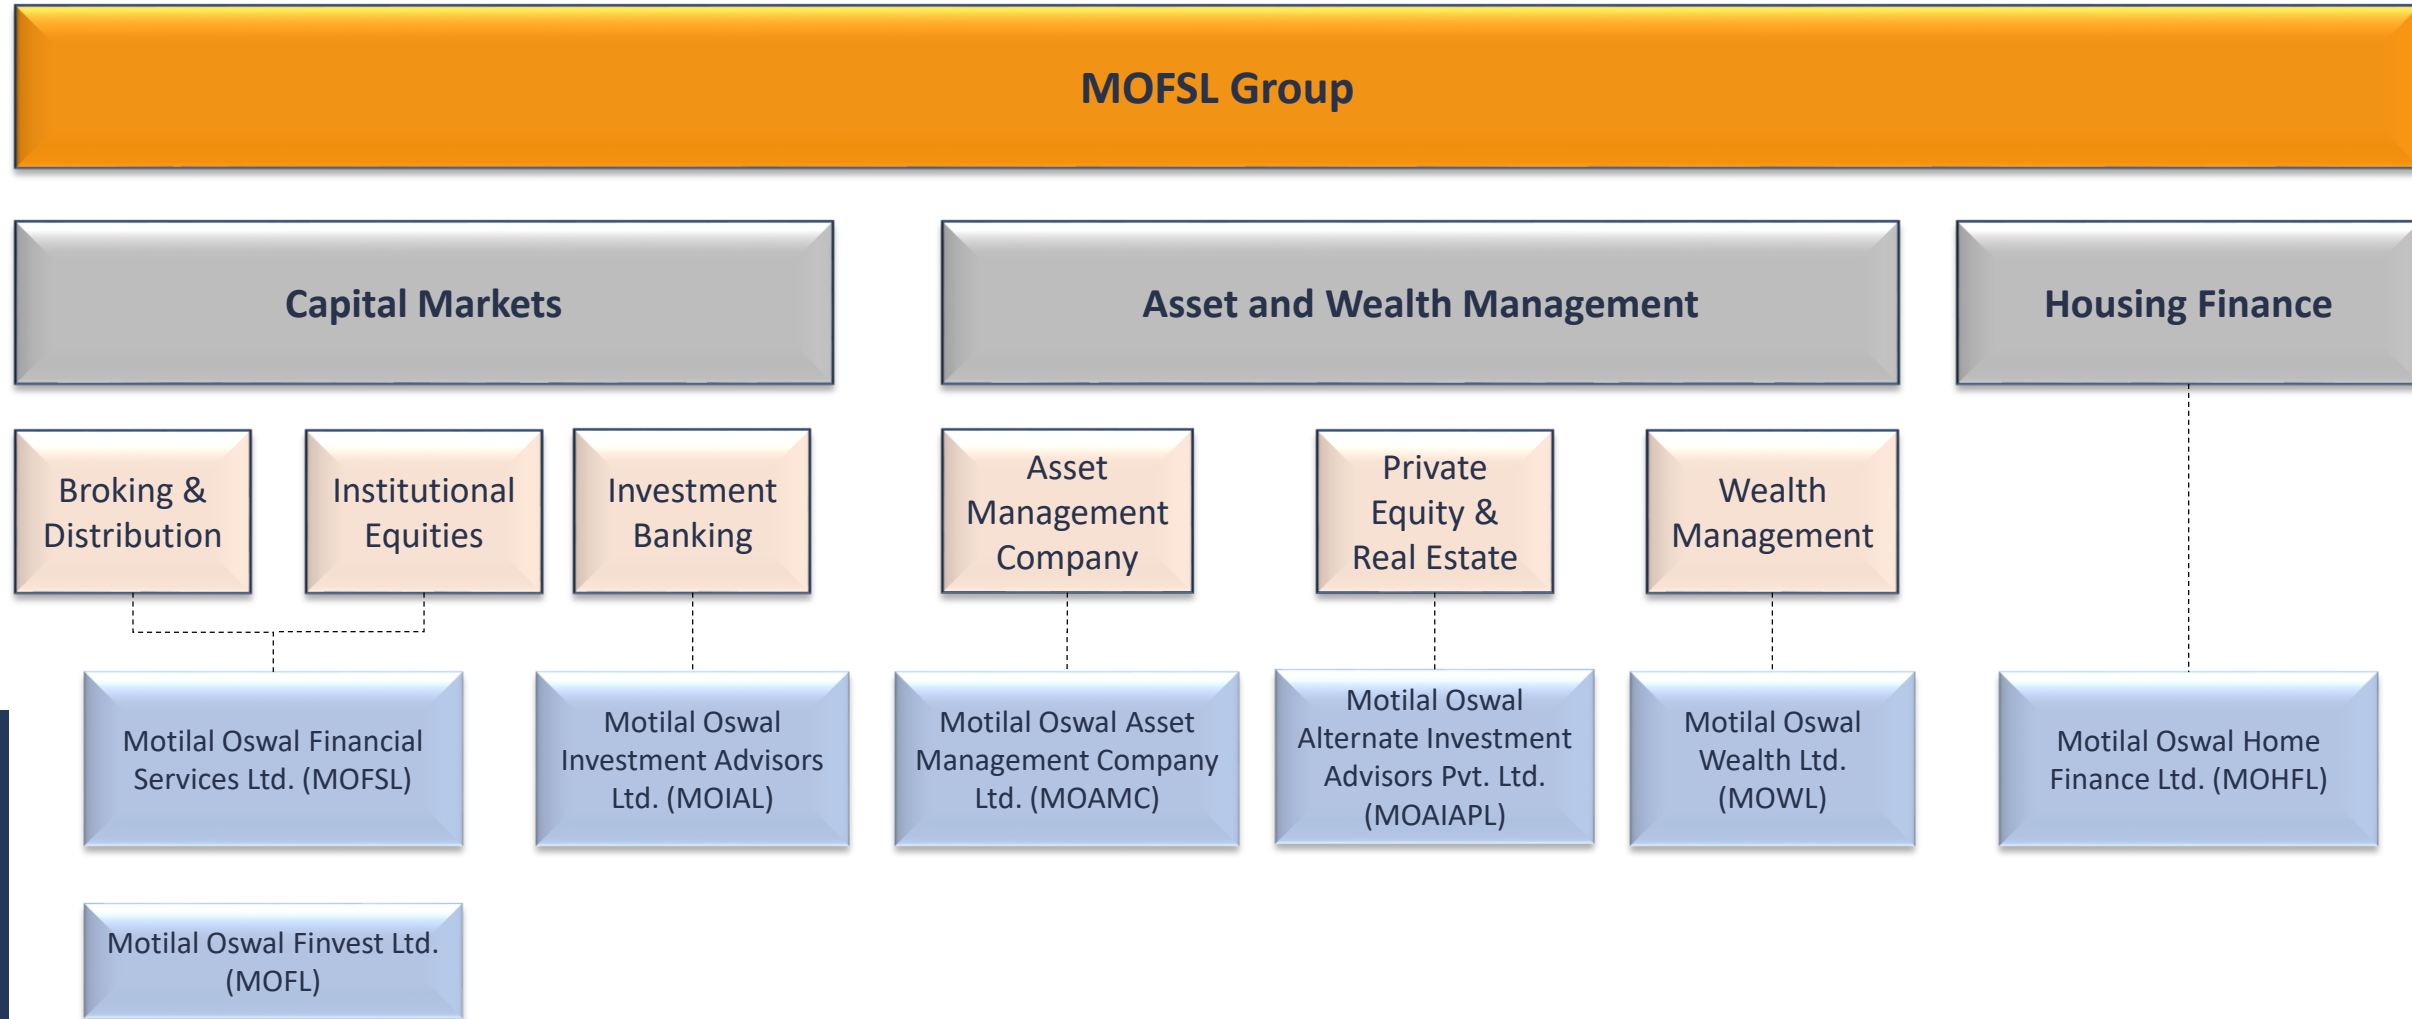 MOFSL Group
Capital Markets
Asset and Wealth Management
Housing Finance
Broking &
Distribution
Institutional
Equities
Investment
Banking
Asset
Management
Company
Private
Equity &
Real Estate
Wealth
Management
Motilal Oswal Financial
Services Ltd. (MOFSL)
Motilal Oswal
Investment Advisors
Ltd. (MOIAL)
Motilal Oswal Asset
Management Company
Ltd. (MOAMC)
Motilal Oswal
Alternate Investment
Advisors Pvt. Ltd.
(MOAIAPL)
Motilal Oswal
Wealth Ltd.
(MOWL)
Motilal Oswal Home
Finance Ltd. (MOHFL)
Motilal Oswal Finvest Ltd.
(MOFL)